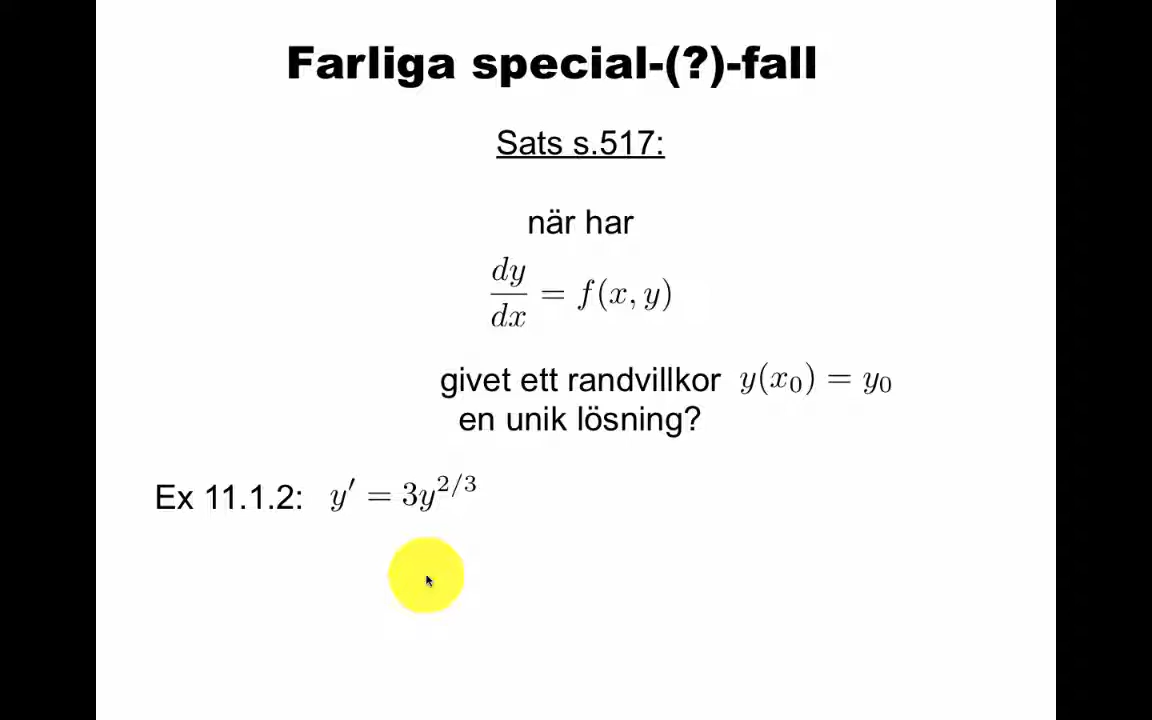 Farliga special-(?)-fall
Sats s.517:
när har
dy/dx = f(x, y)
givet ett randvillkor y(x₀) = y₀
en unik lösning?
Ex 11.1.2: y′ = 3y^{2/3}